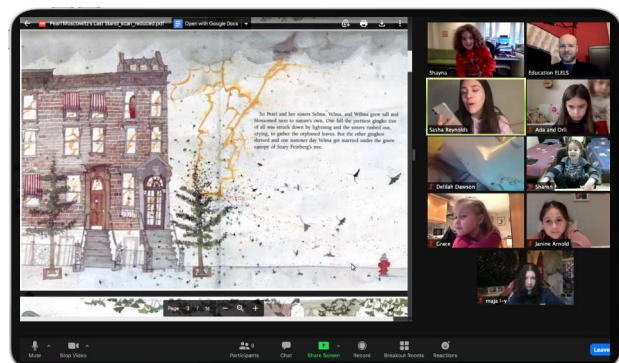 Pearl Moscowitz's Last Stand_scan_reduced.pdf
Open with Google Docs
So Pearl and her sisters Selma, Velma, and Wilma grew tall and
blossomed next to nature's own. One fall the prettiest gingko tree
of all was struck down by lightning and the sisters rushed out,
crying, to gather the orphaned leaves. But the other gingkos
thrived and one summer day Velma got married under the green
canopy of Stuey Feinberg's tree.
Page 3 / 16
Shayna
Education ELELS
Sasha Reynolds
Ada and Orli
Delilah Dawson
Sharon
Grace
Janine Arnold
Mute
Stop Video
Participants
9
Chat
Share Screen
Record
Breakout Rooms
Reactions
Leave